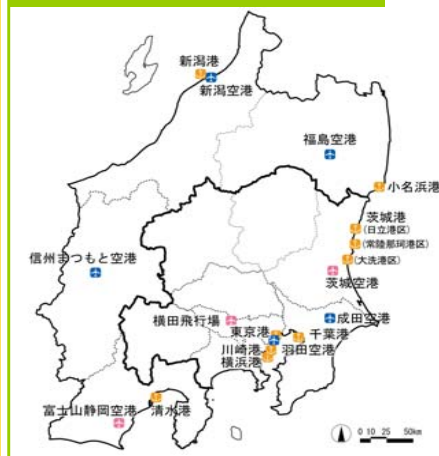 新潟港
新潟空港
福島空港
小名浜港
茨城港
(日立港区)
(常陸那珂港区)
(大洗港区)
信州まつもと空港
茨城空港
横田飛行場
成田空港
東京港
千葉港
川崎港
羽田空港
横浜港
富士山静岡空港
清水港
0 10 25 50km